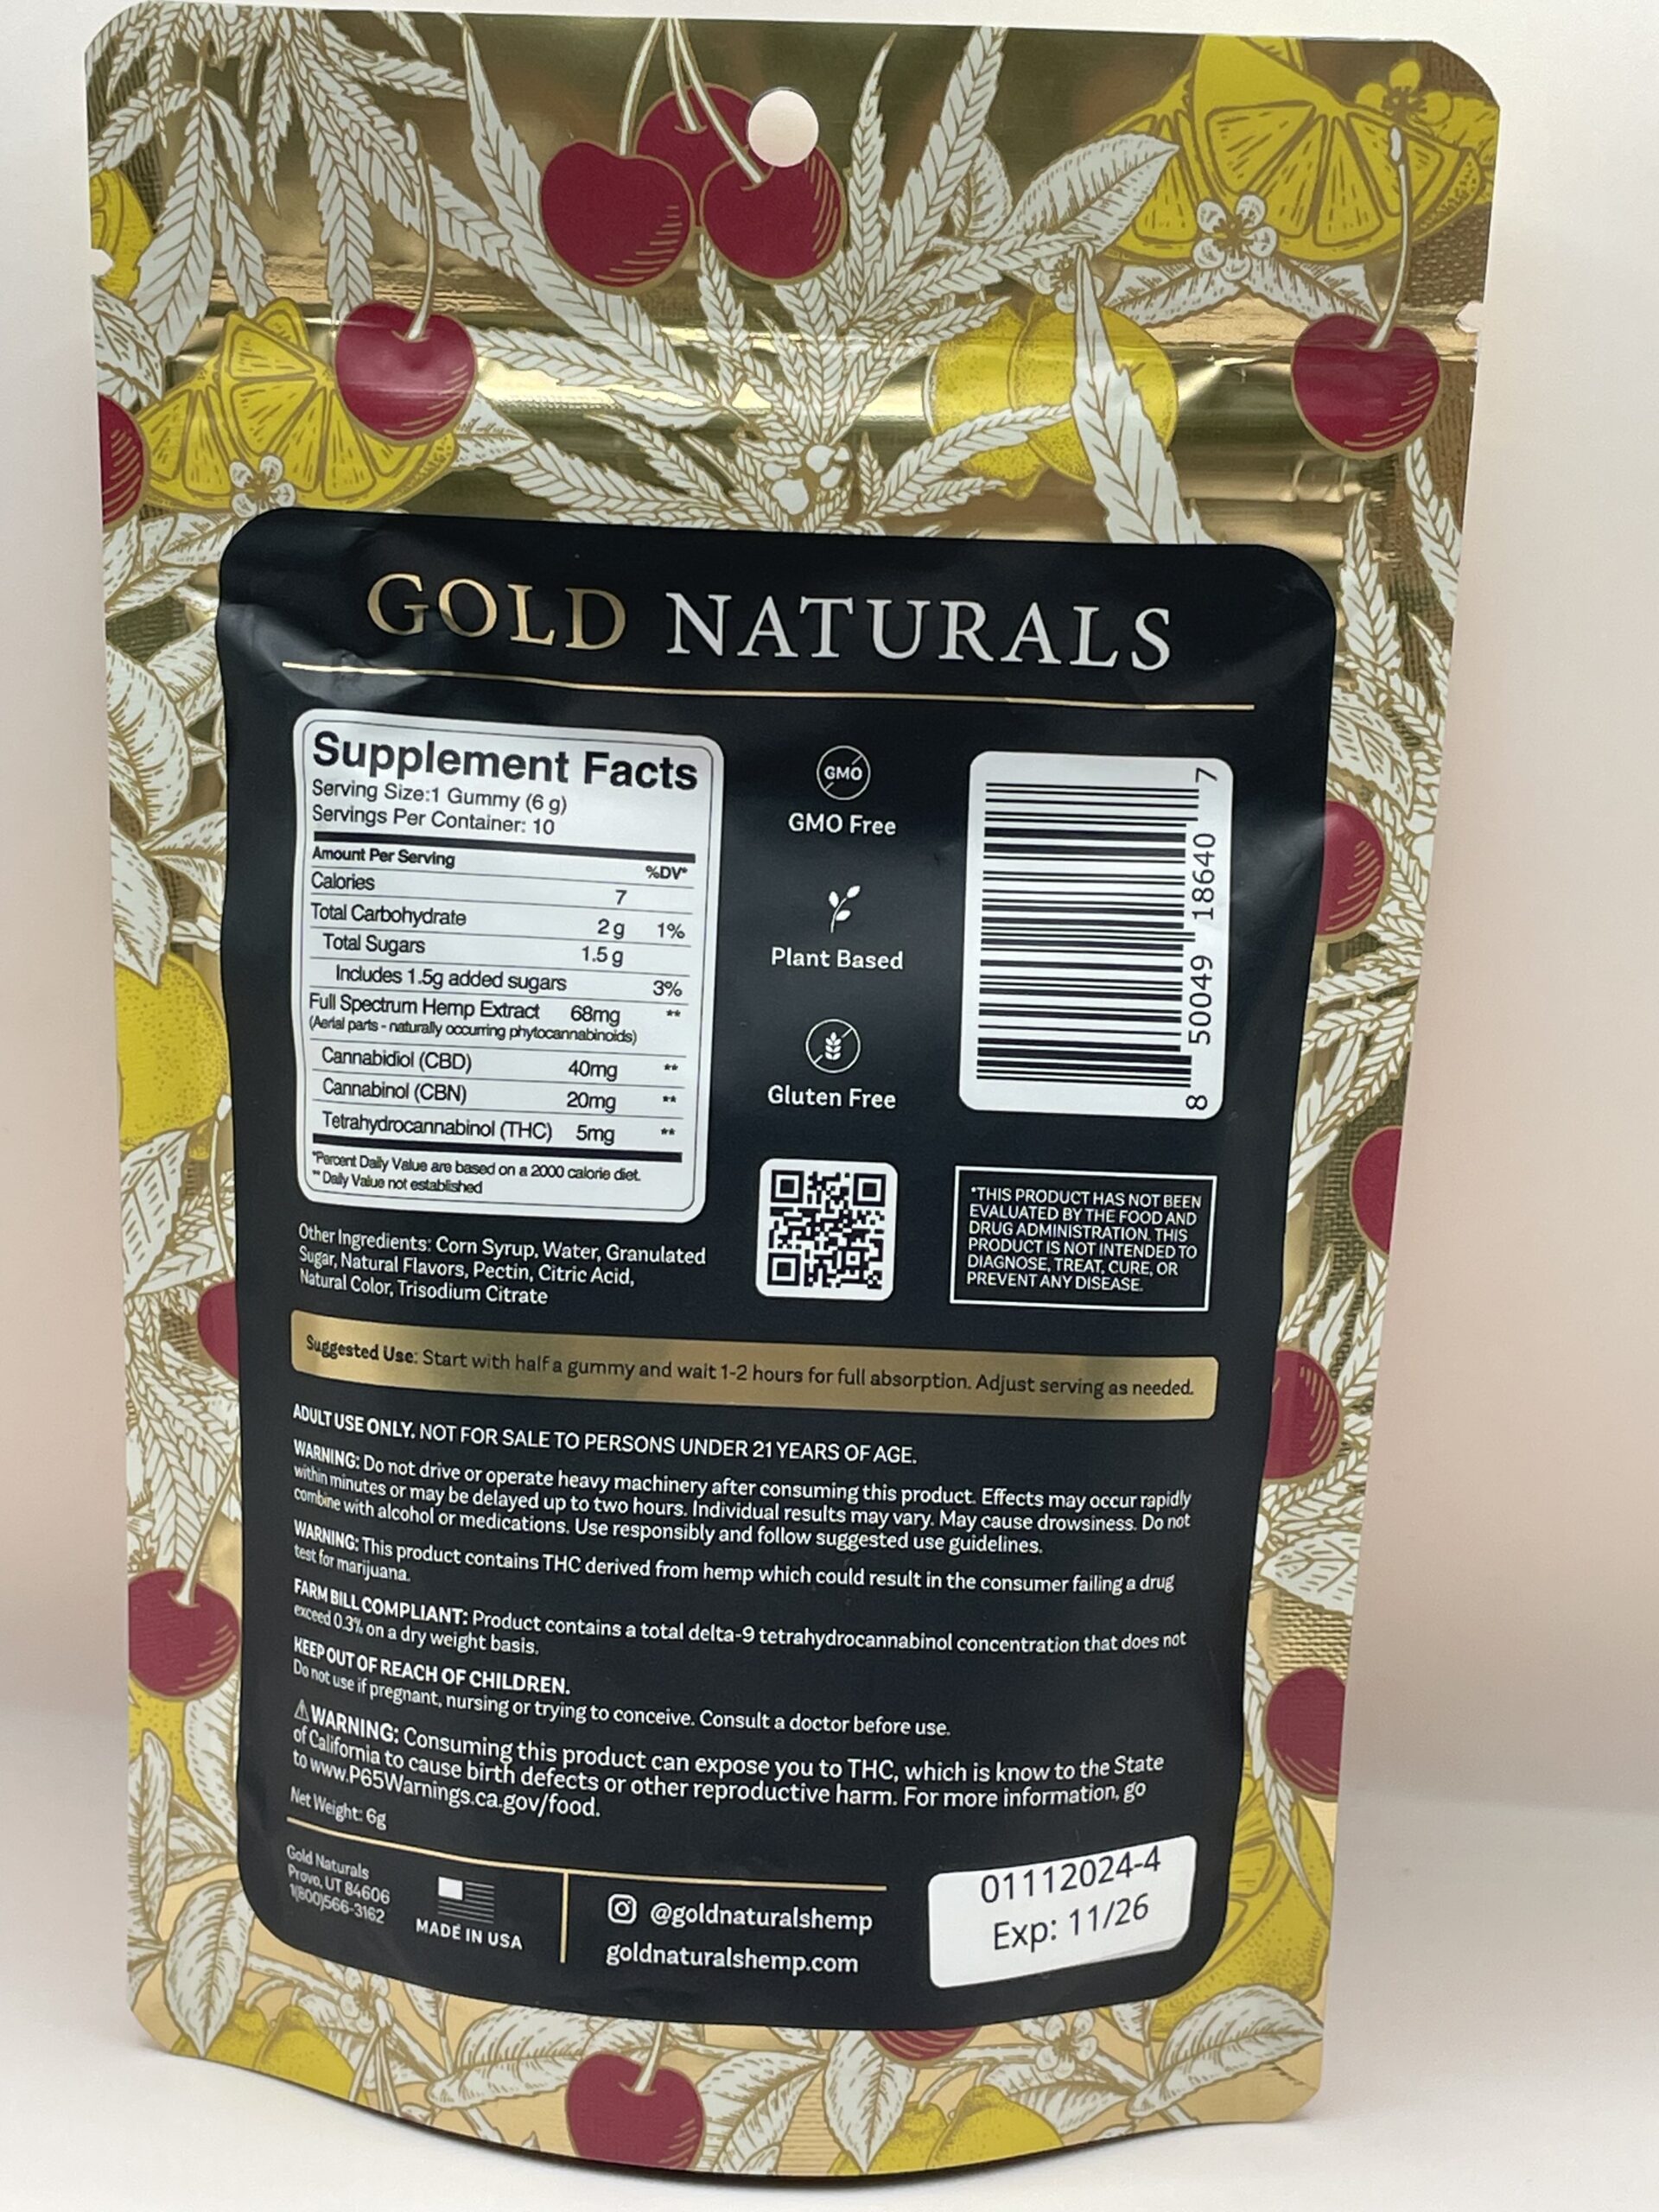 GOLD NATURALS
Supplement Facts
Serving Size:1 Gummy (6 g)
Servings Per Container: 10
Amount Per Serving %DV*
Calories 7
Total Carbohydrate 2 g 1%
Total Sugars 1.5 g
Includes 1.5g added sugars 3%
Full Spectrum Hemp Extract 68mg **
(Aerial parts - naturally occurring phytocannabinoids)
Cannabidiol (CBD) 40mg **
Cannabinol (CBN) 20mg **
Tetrahydrocannabinol (THC) 5mg **
*Percent Daily Value are based on a 2000 calorie diet.
** Daily Value not established
GMO
GMO Free
Plant Based
Gluten Free
8 50049 18640 7
*THIS PRODUCT HAS NOT BEEN
EVALUATED BY THE FOOD AND
DRUG ADMINISTRATION. THIS
PRODUCT IS NOT INTENDED TO
DIAGNOSE, TREAT, CURE, OR
PREVENT ANY DISEASE.
Other Ingredients: Corn Syrup, Water, Granulated
Sugar, Natural Flavors, Pectin, Citric Acid,
Natural Color, Trisodium Citrate
Suggested Use: Start with half a gummy and wait 1-2 hours for full absorption. Adjust serving as needed.
ADULT USE ONLY. NOT FOR SALE TO PERSONS UNDER 21 YEARS OF AGE.
WARNING: Do not drive or operate heavy machinery after consuming this product. Effects may occur rapidly
within minutes or may be delayed up to two hours. Individual results may vary. May cause drowsiness. Do not
combine with alcohol or medications. Use responsibly and follow suggested use guidelines.
WARNING: This product contains THC derived from hemp which could result in the consumer failing a drug
test for marijuana.
FARM BILL COMPLIANT: Product contains a total delta-9 tetrahydrocannabinol concentration that does not
exceed 0.3% on a dry weight basis.
KEEP OUT OF REACH OF CHILDREN.
Do not use if pregnant, nursing or trying to conceive. Consult a doctor before use.
⚠WARNING: Consuming this product can expose you to THC, which is know to the State
of California to cause birth defects or other reproductive harm. For more information, go
to www.P65Warnings.ca.gov/food.
Net Weight: 6g
Gold Naturals
Provo, UT 84606
1(800)566-3162
MADE IN USA
@goldnaturalshemp
goldnaturalshemp.com
01112024-4
Exp: 11/26